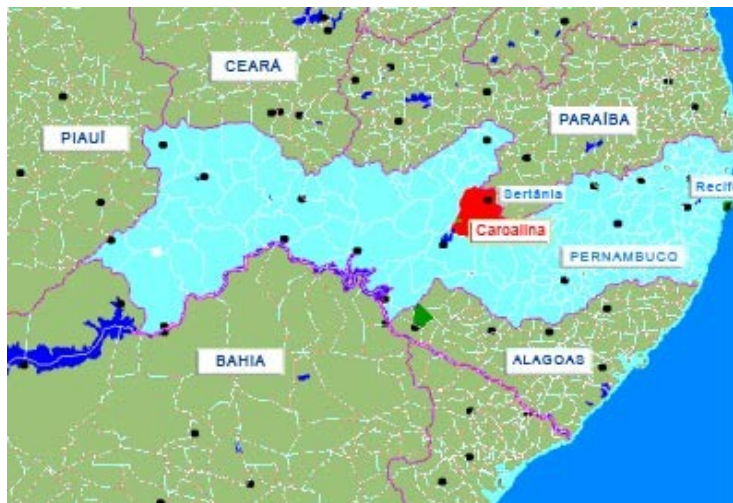 CEARÁ
PARAÍBA
PIAUÍ
Sertânia
Recif
Caroalina
PERNAMBUCO
BAHIA
ALAGOAS